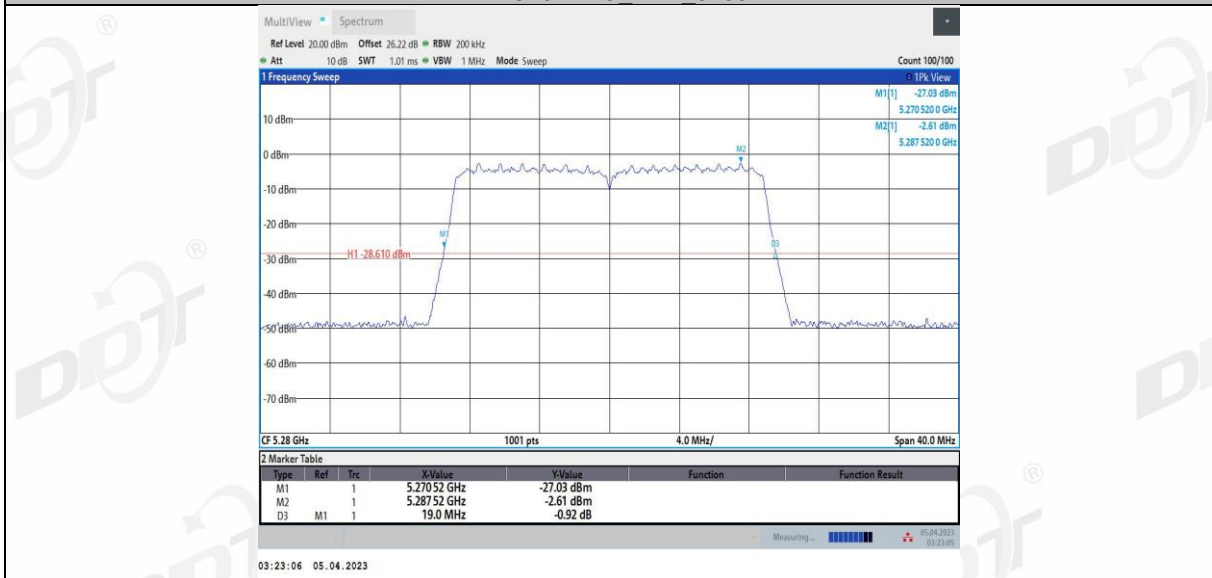 MultiView Spectrum
Ref Level 20.00 dBm Offset 26.22 dB RBW 200 kHz
Att 10 dB SWT 1.01 ms VBW 1 MHz Mode Sweep Count 100/100
1 Frequency Sweep 1Pk View
M1[1] -27.03 dBm
5.270 520 0 GHz
10 dBm
M2[1] -2.61 dBm
5.287 520 0 GHz
M2
0 dBm
-10 dBm
-20 dBm
M1
D3
H1 -28.610 dBm
-30 dBm
-40 dBm
-50 dBm
-60 dBm
-70 dBm
CF 5.28 GHz 1001 pts 4.0 MHz/ Span 40.0 MHz
2 Marker Table
Type Ref Trc X-Value Y-Value Function Function Result
M1 1 5.270 52 GHz -27.03 dBm
M2 1 5.287 52 GHz -2.61 dBm
D3 M1 1 19.0 MHz -0.92 dB
Measuring... 05.04.2023
03:23:05
03:23:06 05.04.2023
DDT
DDT
DDT
®
®
®